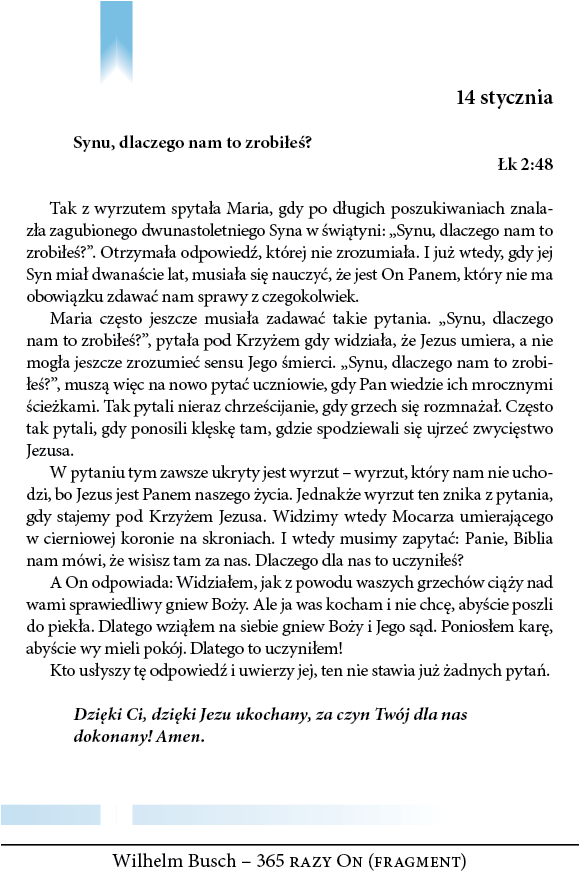 14 stycznia
Synu, dlaczego nam to zrobiłeś?
Łk 2:48
Tak z wyrzutem spytała Maria, gdy po długich poszukiwaniach znala-
zła zagubionego dwunastoletniego Syna w świątyni: „Synu, dlaczego nam to
zrobiłeś?”. Otrzymała odpowiedź, której nie zrozumiała. I już wtedy, gdy jej
Syn miał dwanaście lat, musiała się nauczyć, że jest On Panem, który nie ma
obowiązku zdawać nam sprawy z czegokolwiek.
Maria często jeszcze musiała zadawać takie pytania. „Synu, dlaczego
nam to zrobiłeś?”, pytała pod Krzyżem gdy widziała, że Jezus umiera, a nie
mogła jeszcze zrozumieć sensu Jego śmierci. „Synu, dlaczego nam to zrobi-
łeś?”, muszą więc na nowo pytać uczniowie, gdy Pan wiedzie ich mrocznymi
ścieżkami. Tak pytali nieraz chrześcijanie, gdy grzech się rozmnażał. Często
tak pytali, gdy ponosili klęskę tam, gdzie spodziewali się ujrzeć zwycięstwo
Jezusa.
W pytaniu tym zawsze ukryty jest wyrzut – wyrzut, który nam nie ucho-
dzi, bo Jezus jest Panem naszego życia. Jednakże wyrzut ten znika z pytania,
gdy stajemy pod Krzyżem Jezusa. Widzimy wtedy Mocarza umierającego
w cierniowej koronie na skroniach. I wtedy musimy zapytać: Panie, Biblia
nam mówi, że wisisz tam za nas. Dlaczego dla nas to uczyniłeś?
A On odpowiada: Widziałem, jak z powodu waszych grzechów ciąży nad
wami sprawiedliwy gniew Boży. Ale ja was kocham i nie chcę, abyście poszli
do piekła. Dlatego wziąłem na siebie gniew Boży i Jego sąd. Poniosłem karę,
abyście wy mieli pokój. Dlatego to uczyniłem!
Kto usłyszy tę odpowiedź i uwierzy jej, ten nie stawia już żadnych pytań.
Dzięki Ci, dzięki Jezu ukochany, za czyn Twój dla nas
dokonany! Amen.
Wilhelm Busch – 365 razy On (fragment)